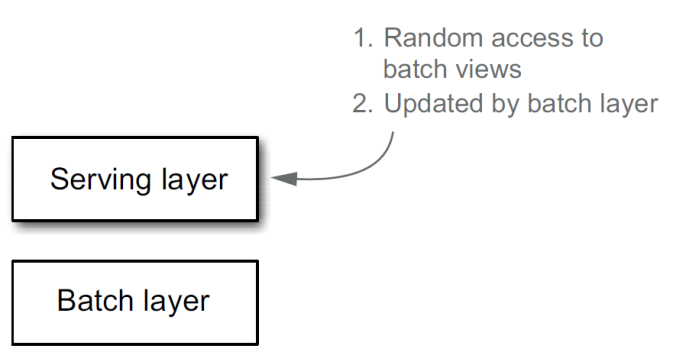 1. Random access to
batch views
2. Updated by batch layer
Serving layer
Batch layer